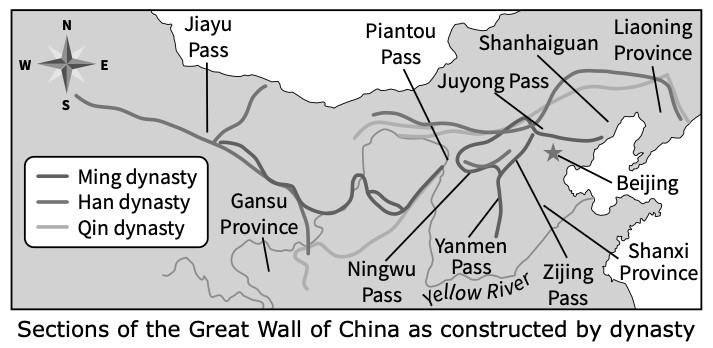 N
W
E
S
Jiayu
Pass
Piantou
Pass
Shanhaiguan
Liaoning
Province
Juyong Pass
Ming dynasty
Han dynasty
Qin dynasty
Gansu
Province
Beijing
Ningwu
Pass
Yanmen
Pass
Yellow River
Zijing
Pass
Shanxi
Province
Sections of the Great Wall of China as constructed by dynasty